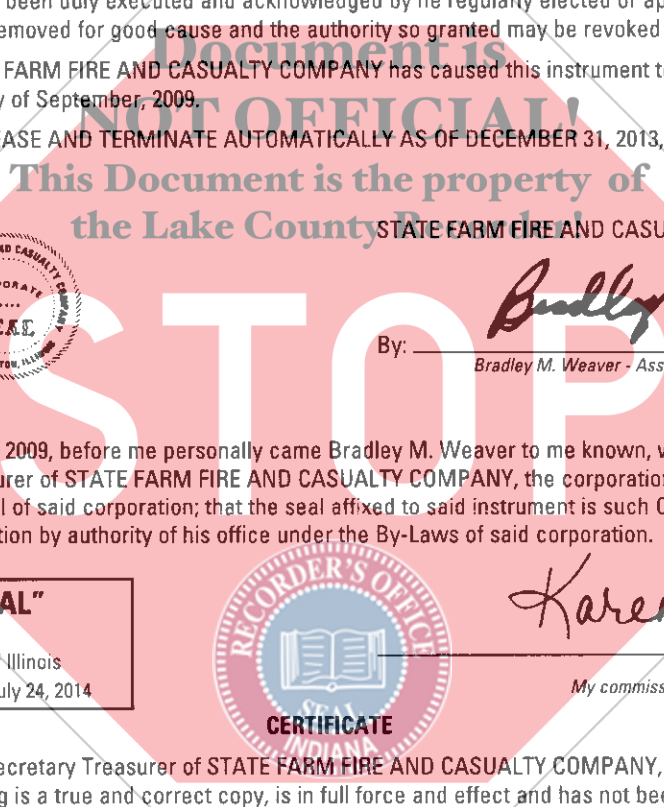 been duly executed and acknowledged by he regularly elected or ap
emoved for good cause and the authority so granted may be revoked
Document is
FARM FIRE AND CASUALTY COMPANY has caused this instrument t
y of September, 2009.
NOT OFFICIAL!
EASE AND TERMINATE AUTOMATICALLY AS OF DECEMBER 31, 2013,
This Document is the property of
the Lake County Recorder!
STATE FARM FIRE AND CASU
AND CASUALTY COMPANY
ORATE
STOP
Bradley
By:
Bradley M. Weaver - Ass
2009, before me personally came Bradley M. Weaver to me known, w
urer of STATE FARM FIRE AND CASUALTY COMPANY, the corporation
l of said corporation; that the seal affixed to said instrument is such C
tion by authority of his office under the By-Laws of said corporation.
AL"
Illinois
uly 24, 2014
RECORDER'S OFFICE
SEAL
INDIANA
Karen
My commiss
CERTIFICATE
ecretary Treasurer of STATE FARM FIRE AND CASUALTY COMPANY,
g is a true and correct copy, is in full force and effect and has not bee